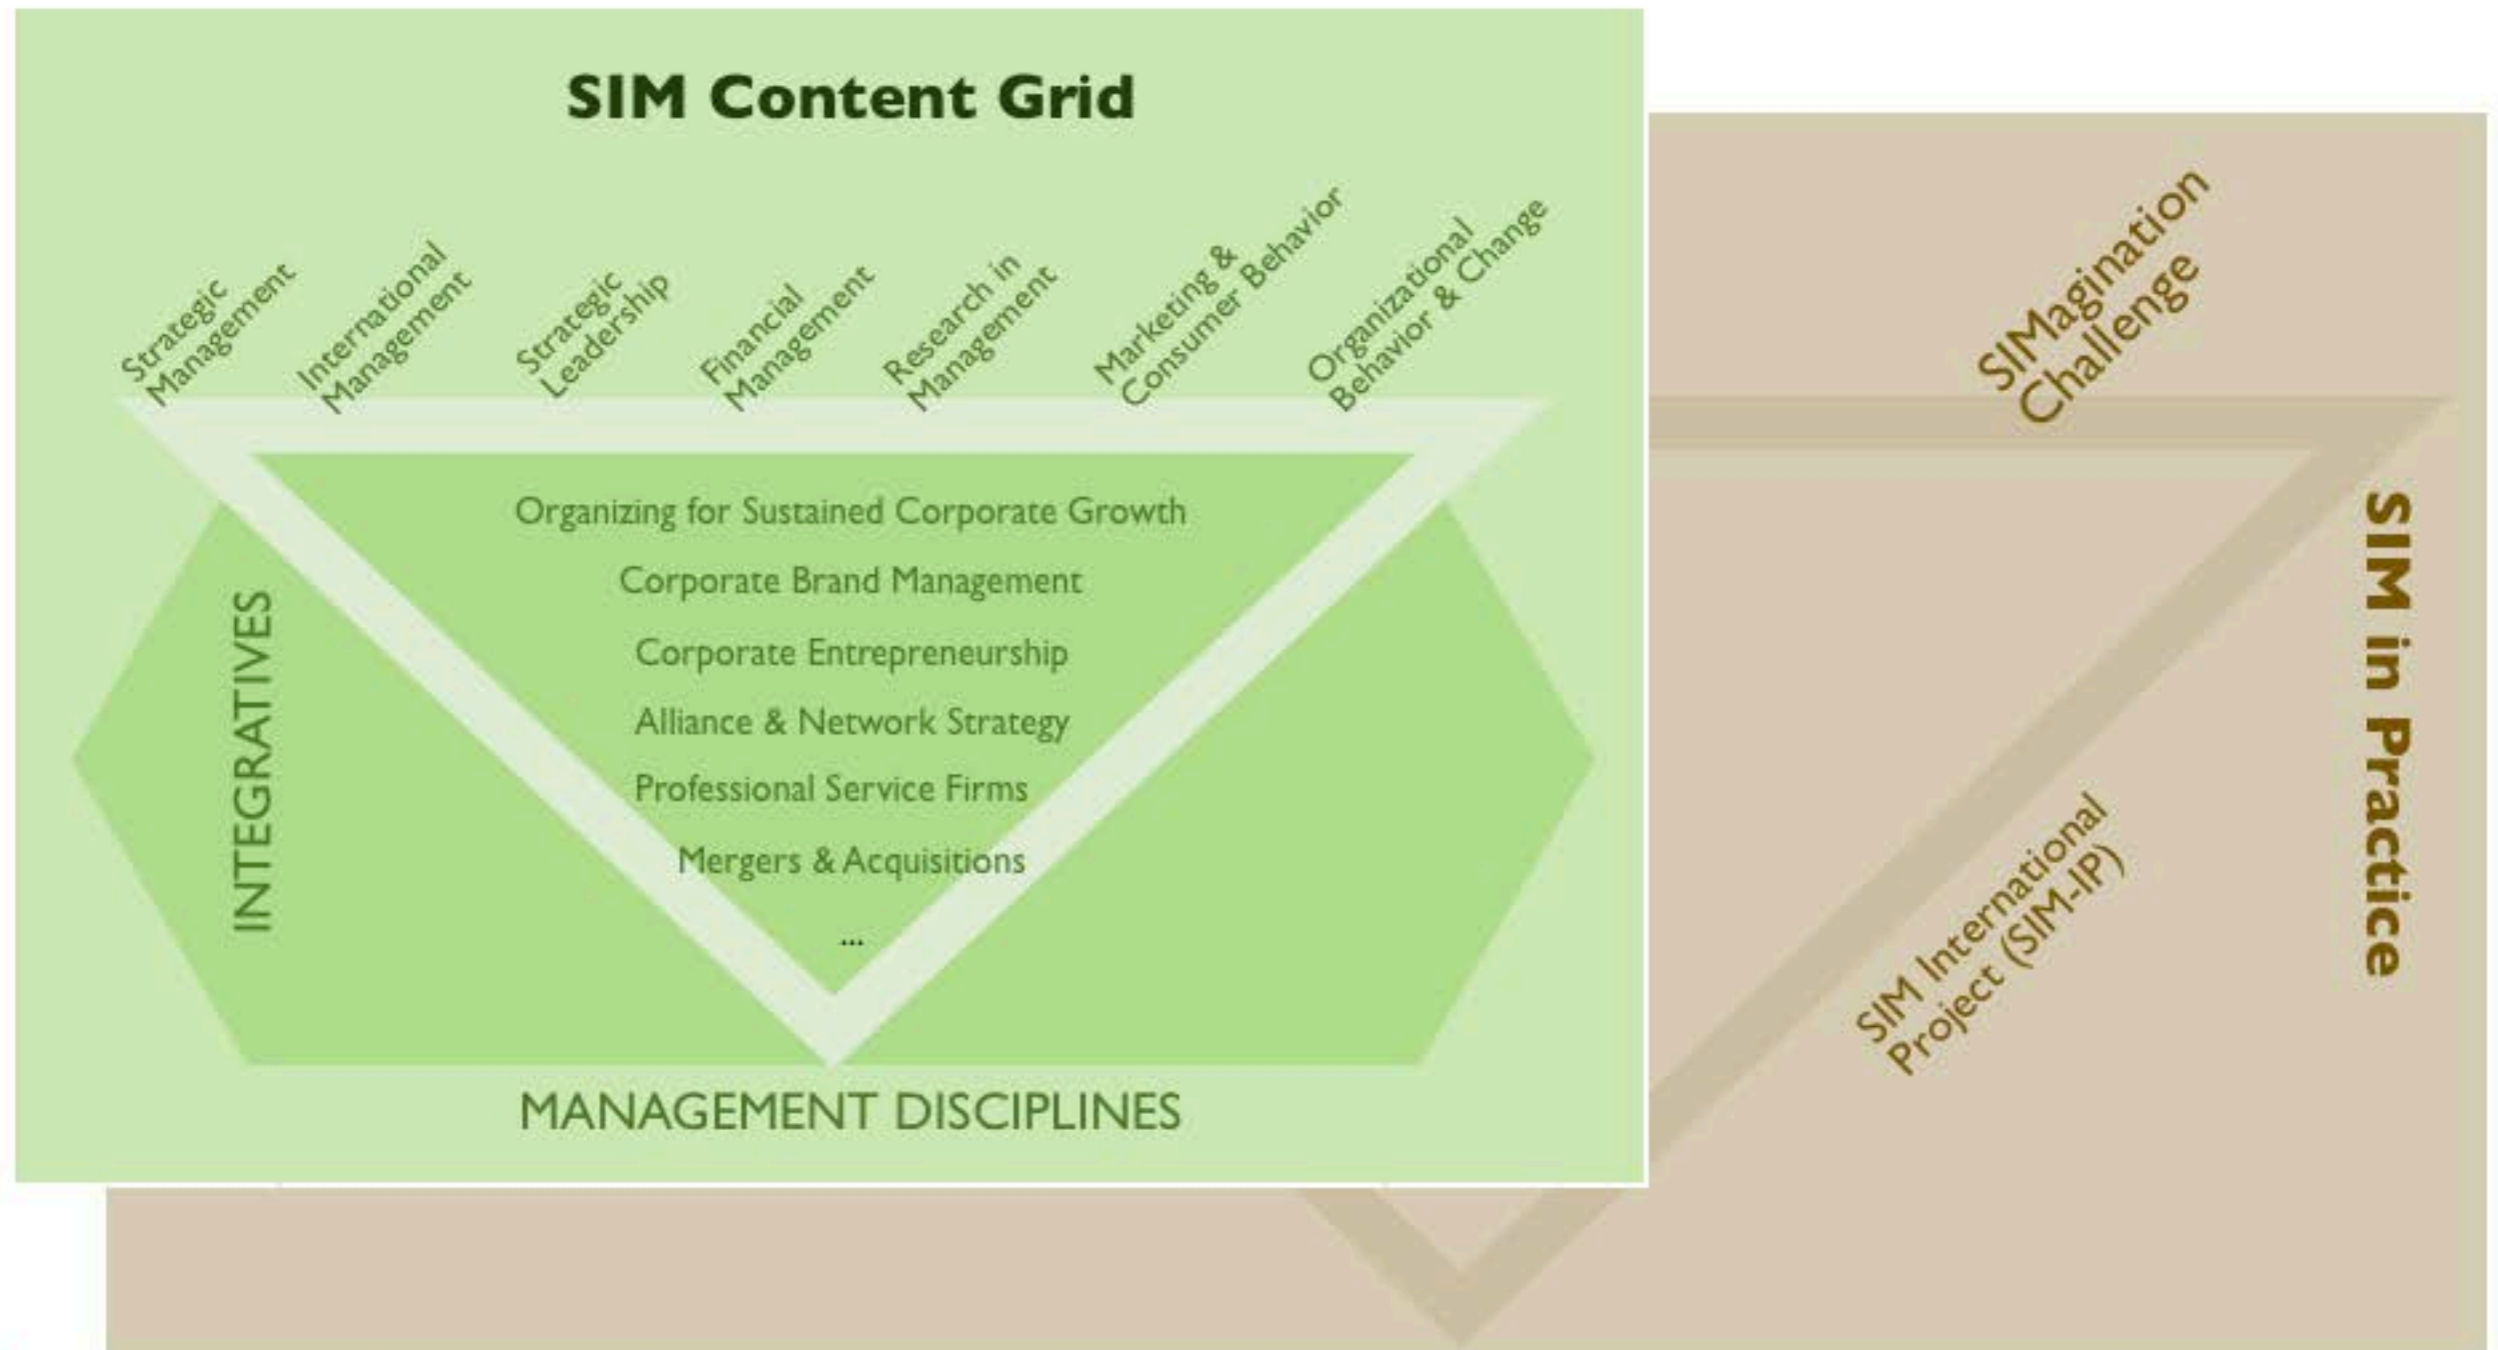 SIM Content Grid
Strategic
Management
International
Management
Strategic
Leadership
Financial
Management
Research in
Management
Marketing &
Consumer Behavior
Organizational
Behavior & Change
Organizing for Sustained Corporate Growth
Corporate Brand Management
Corporate Entrepreneurship
Alliance & Network Strategy
Professional Service Firms
Mergers & Acquisitions
...
INTEGRATIVES
MANAGEMENT DISCIPLINES
SIMagination
Challenge
SIM in Practice
SIM International
Project (SIM-IP)